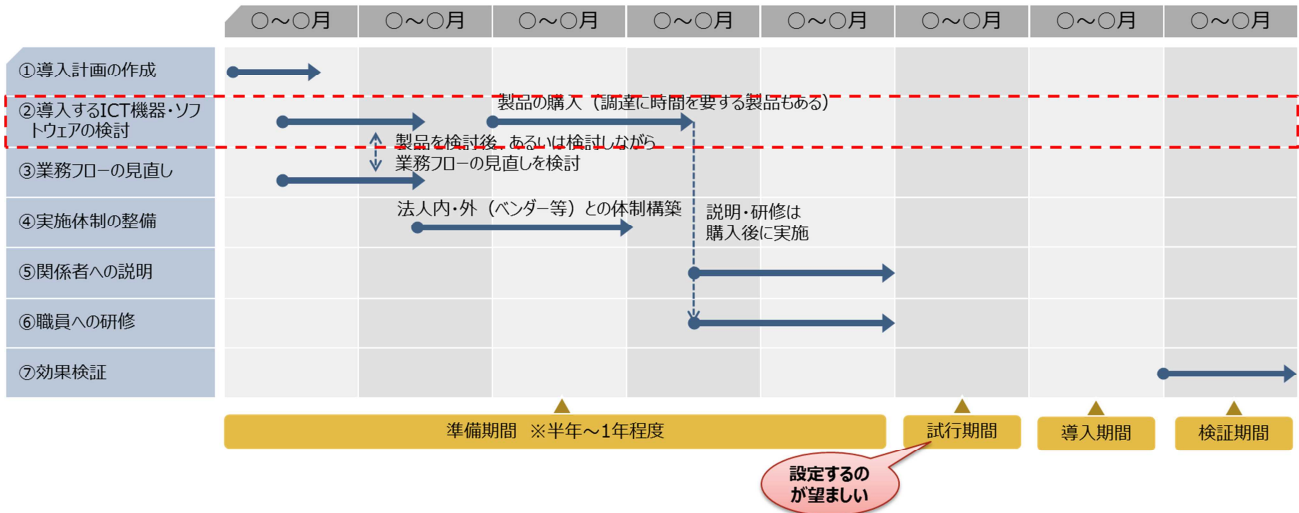 ○～○月 ○～○月 ○～○月 ○～○月 ○～○月 ○～○月 ○～○月 ○～○月
①導入計画の作成
②導入するICT機器・ソフ
トウェアの検討
製品の購入（調達に時間を要する製品もある）
製品を検討後、あるいは検討しながら
業務フローの見直しを検討
③業務フローの見直し
④実施体制の整備
法人内・外（ベンダー等）との体制構築
説明・研修は
購入後に実施
⑤関係者への説明
⑥職員への研修
⑦効果検証
準備期間 ※半年～1年程度
試行期間
導入期間
検証期間
設定するの
が望ましい